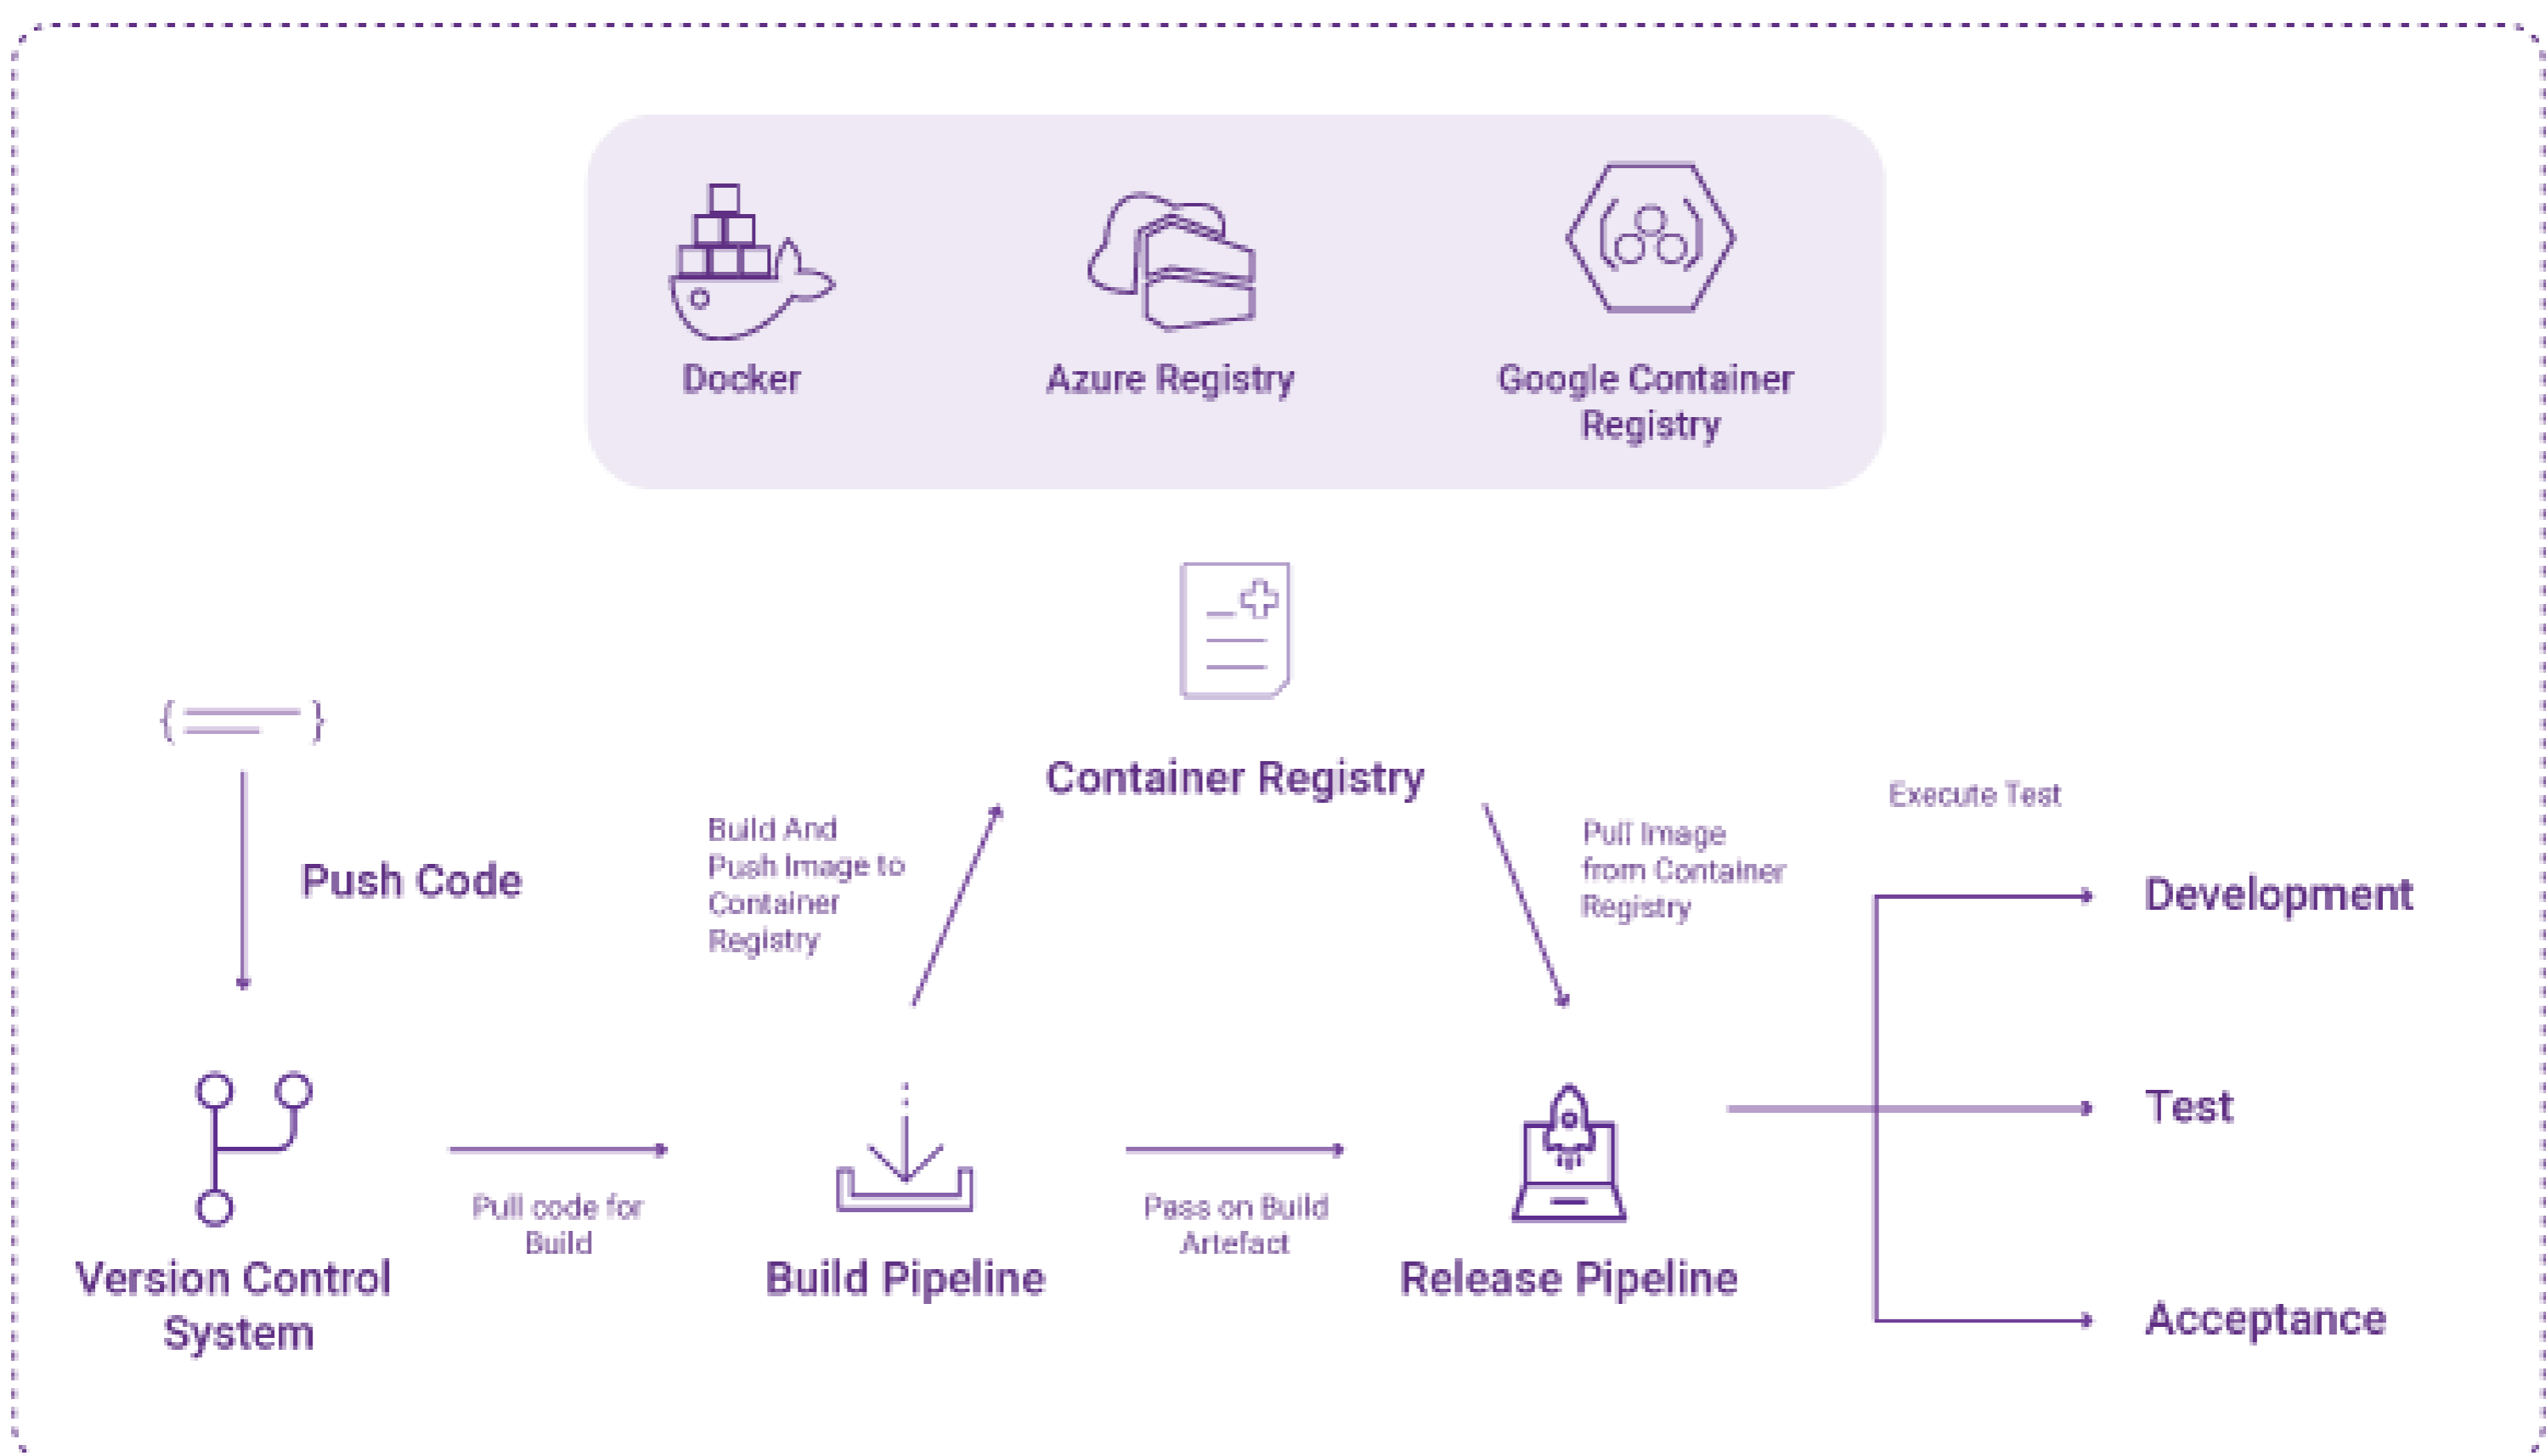 Docker
Azure Registry
Google Container
Registry
Container Registry
Push Code
Build And
Push Image to
Container
Registry
Pull Image
from Container
Registry
Execute Test
Development
Test
Acceptance
Pull code for
Build
Pass on Build
Artefact
Version Control
System
Build Pipeline
Release Pipeline